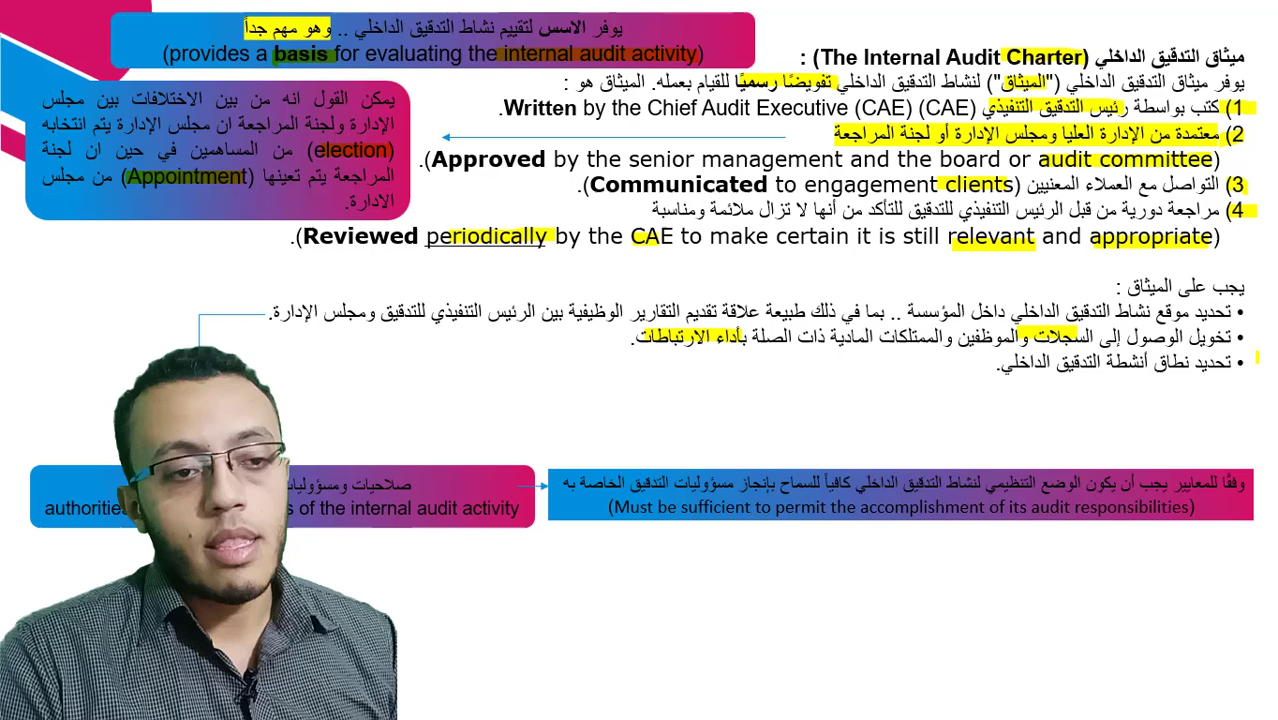 يوفر الاسس لتقييم نشاط التدقيق الداخلي .. وهو مهم جداً
(provides a basis for evaluating the internal audit activity)
ميثاق التدقيق الداخلي (The Internal Audit Charter) :
يوفر ميثاق التدقيق الداخلي ("الميثاق") لنشاط التدقيق الداخلي تفويضًا رسميًا للقيام بعمله. الميثاق هو :
1) كتب بواسطة رئيس التدقيق التنفيذي (CAE) Written by the Chief Audit Executive (CAE).
2) معتمدة من الإدارة العليا ومجلس الإدارة أو لجنة المراجعة
(Approved by the senior management and the board or audit committee).
3) التواصل مع العملاء المعنيين (Communicated to engagement clients).
4) مراجعة دورية من قبل الرئيس التنفيذي للتدقيق للتأكد من أنها لا تزال ملائمة ومناسبة
(Reviewed periodically by the CAE to make certain it is still relevant and appropriate).
يمكن القول انه من بين الاختلافات بين مجلس
الإدارة ولجنة المراجعة ان مجلس الإدارة يتم انتخابه
(election) من المساهمين في حين ان لجنة
المراجعة يتم تعينها (Appointment) من مجلس
الادارة.
يجب على الميثاق :
• تحديد موقع نشاط التدقيق الداخلي داخل المؤسسة .. بما في ذلك طبيعة علاقة تقديم التقارير الوظيفية بين الرئيس التنفيذي للتدقيق ومجلس الإدارة.
• تخويل الوصول إلى السجلات والموظفين والممتلكات المادية ذات الصلة بأداء الارتباطات.
• تحديد نطاق أنشطة التدقيق الداخلي.
وفقًا للمعايير يجب أن يكون الوضع التنظيمي لنشاط التدقيق الداخلي كافياً للسماح بإنجاز مسؤوليات التدقيق الخاصة به
(Must be sufficient to permit the accomplishment of its audit responsibilities)
صلاحيات ومسؤوليات
of the internal audit activity